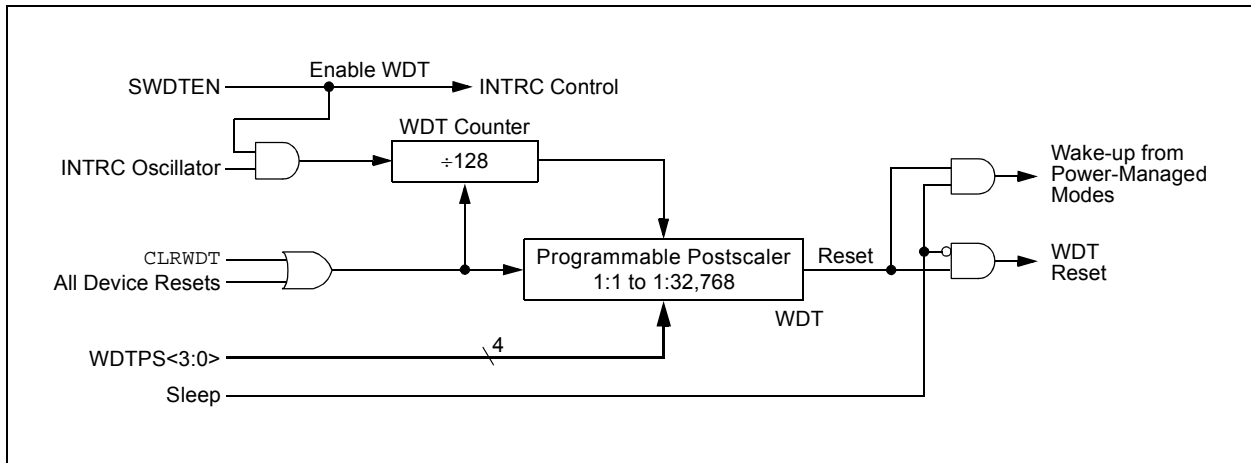 Enable WDT
SWDTEN
INTRC Control
WDT Counter
÷128
INTRC Oscillator
Wake-up from
Power-Managed
Modes
CLRWDT
All Device Resets
Programmable Postscaler
1:1 to 1:32,768
Reset
WDT
Reset
WDT
4
WDTPS<3:0>
Sleep